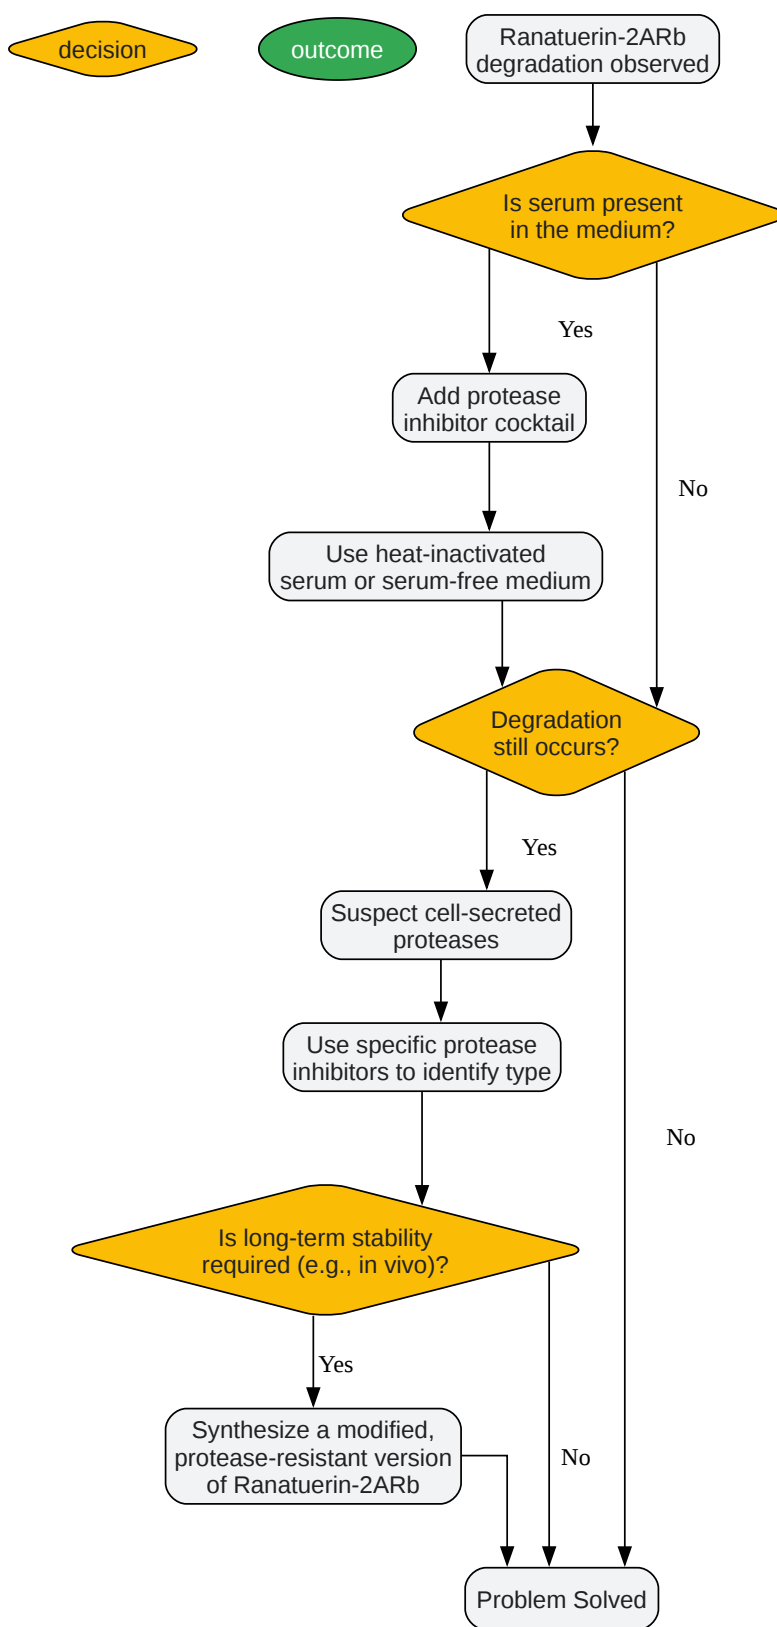 decision
outcome
Ranatuerin-2ARb
degradation observed
Is serum present
in the medium?
Yes
Add protease
inhibitor cocktail
No
Use heat-inactivated
serum or serum-free medium
Degradation
still occurs?
Yes
Suspect cell-secreted
proteases
Use specific protease
inhibitors to identify type
No
Is long-term stability
required (e.g., in vivo)?
Yes
Synthesize a modified,
protease-resistant version
of Ranatuerin-2ARb
No
Problem Solved